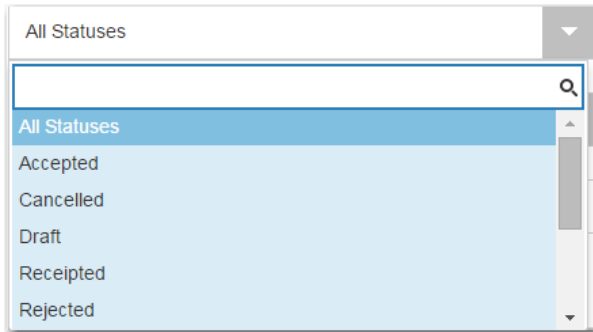 All Statuses
All Statuses
Accepted
Cancelled
Draft
Receipted
Rejected